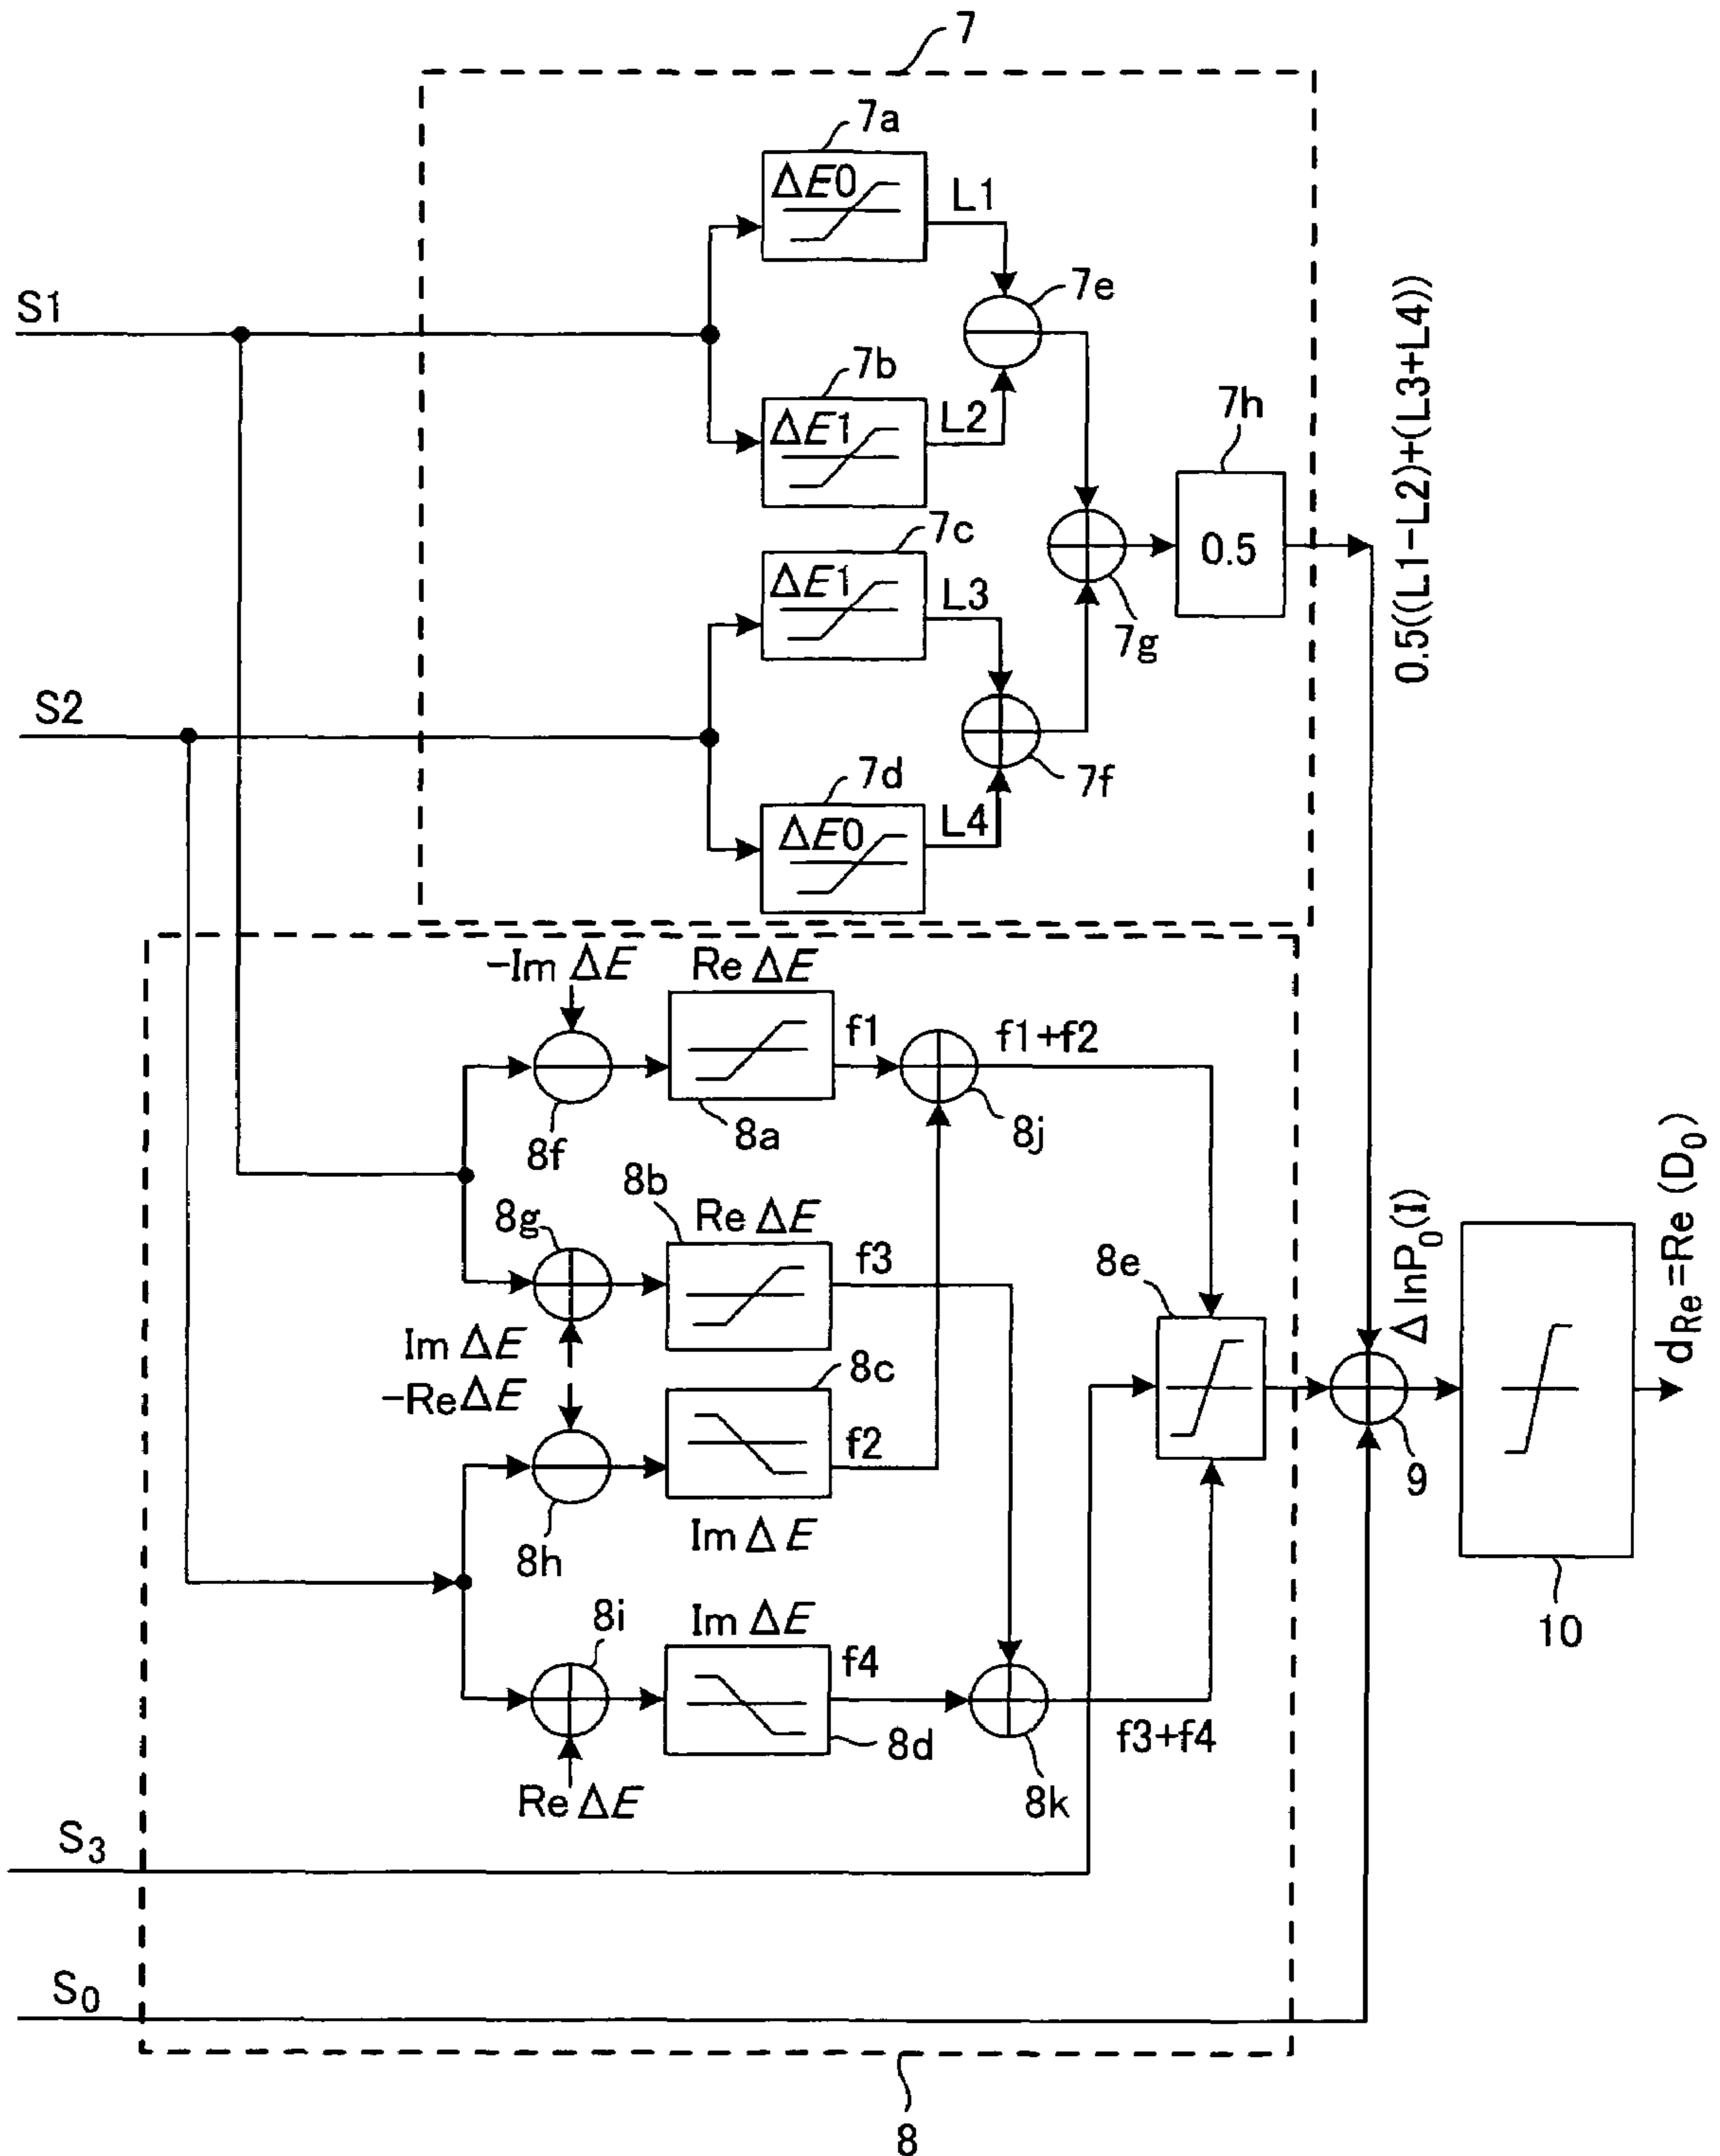 7
7a
ΔE0
L1
S1
7e
7b
ΔE1
L2
7h
0.5
0.5((L1-L2)+(L3+L4))
7c
ΔE1
L3
7g
S2
7d
ΔE0
L4
7f
-Im ΔE
Re ΔE
f1
f1+f2
8f
8a
8j
8b
8g
Re ΔE
f3
8e
Δ lnP₀(I)
d_Re=Re (D₀)
Im ΔE
-Re ΔE
8c
f2
9
8h
Im ΔE
10
8i
Im ΔE
f4
8d
f3+f4
Re ΔE
8k
S₃
S₀
8